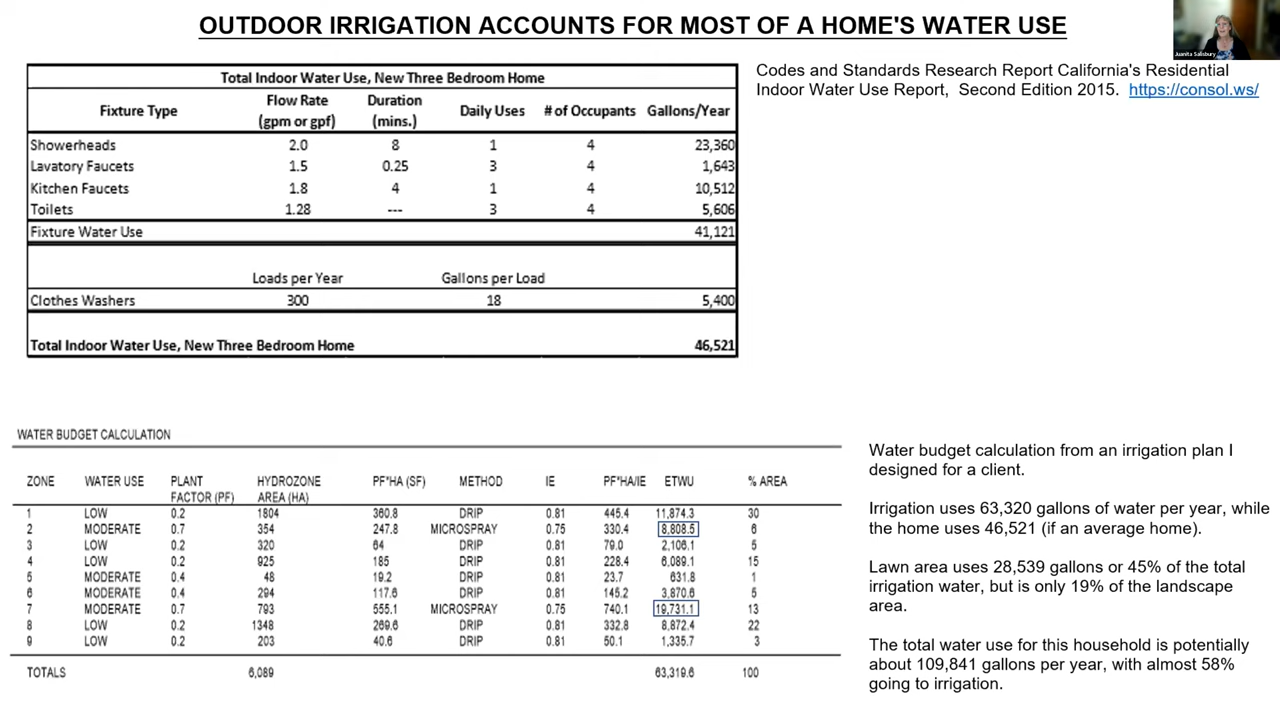 OUTDOOR IRRIGATION ACCOUNTS FOR MOST OF A HOME'S WATER USE
Juanita Salisbury
Total Indoor Water Use, New Three Bedroom Home
Fixture Type Flow Rate (gpm or gpf) Duration (mins.) Daily Uses # of Occupants Gallons/Year
Showerheads 2.0 8 1 4 23,360
Lavatory Faucets 1.5 0.25 3 4 1,643
Kitchen Faucets 1.8 4 1 4 10,512
Toilets 1.28 --- 3 4 5,606
Fixture Water Use 41,121
Loads per Year Gallons per Load
Clothes Washers 300 18 5,400
Total Indoor Water Use, New Three Bedroom Home 46,521
Codes and Standards Research Report California's Residential
Indoor Water Use Report, Second Edition 2015. https://consol.ws/
WATER BUDGET CALCULATION
ZONE WATER USE PLANT FACTOR (PF) HYDROZONE AREA (HA) PF*HA (SF) METHOD IE PF*HA/IE ETWU % AREA
1 LOW 0.2 1804 360.8 DRIP 0.81 445.4 11,874.3 30
2 MODERATE 0.7 354 247.8 MICROSPRAY 0.75 330.4 8,808.5 6
3 LOW 0.2 320 64 DRIP 0.81 79.0 2,106.1 5
4 LOW 0.2 925 185 DRIP 0.81 228.4 6,089.1 15
5 MODERATE 0.4 48 19.2 DRIP 0.81 23.7 631.8 1
6 MODERATE 0.4 294 117.6 DRIP 0.81 145.2 3,870.6 5
7 MODERATE 0.7 793 555.1 MICROSPRAY 0.75 740.1 19,731.1 13
8 LOW 0.2 1348 269.6 DRIP 0.81 332.8 8,872.4 22
9 LOW 0.2 203 40.6 DRIP 0.81 50.1 1,335.7 3
TOTALS 6,089 63,319.6 100
Water budget calculation from an irrigation plan I
designed for a client.
Irrigation uses 63,320 gallons of water per year, while
the home uses 46,521 (if an average home).
Lawn area uses 28,539 gallons or 45% of the total
irrigation water, but is only 19% of the landscape
area.
The total water use for this household is potentially
about 109,841 gallons per year, with almost 58%
going to irrigation.